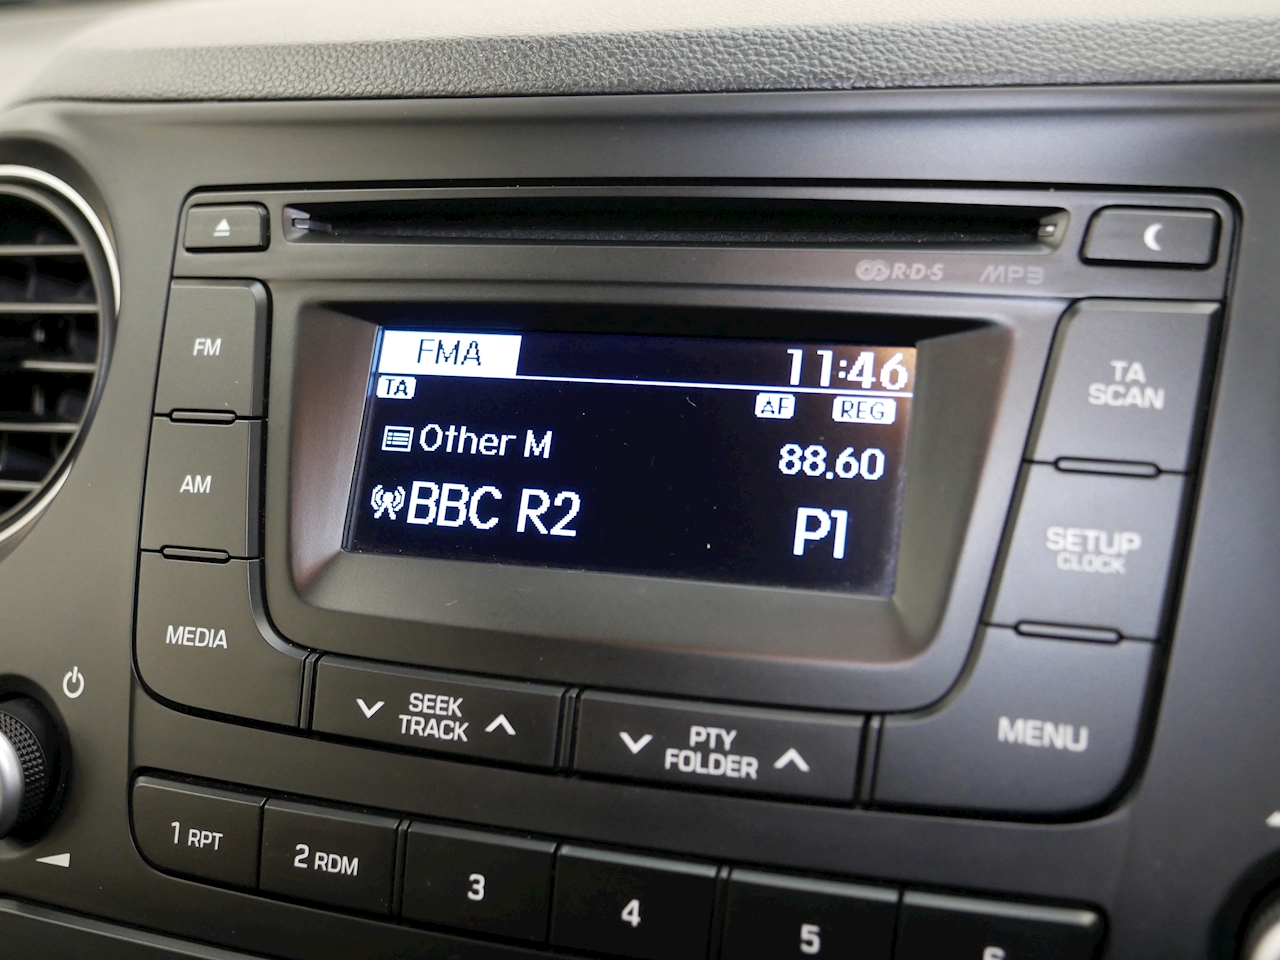 R·D·S MP3
FM
FMA 11:46
TA
AF REG
TA
SCAN
Other M 88.60
AM
BBC R2 P1
SETUP
CLOCK
MEDIA
SEEK
TRACK
PTY
FOLDER
MENU
1 RPT
2 RDM
3
4
5
6